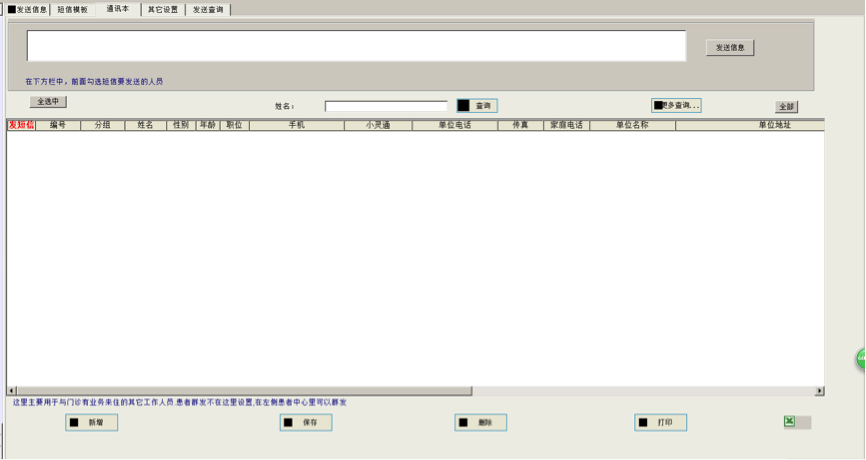 发送信息 短信模板 通讯本 其它设置 发送查询
发送信息
在下方栏中，前面勾选短信要发送的人员
全选中 姓名： 查询 更多查询... 全部
发短信 编号 分组 姓名 性别 年龄 职位 手机 小灵通 单位电话 传真 家庭电话 单位名称 单位地址
这里主要用于与门诊有业务来往的其它工作人员.患者群发不在这里设置,在左侧患者中心里可以群发
新增 保存 删除 打印